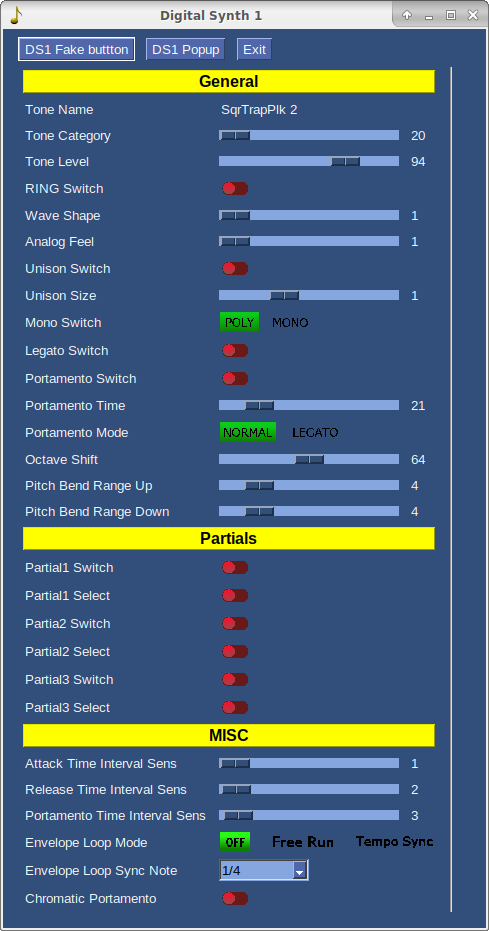 Digital Synth 1
DS1 Fake buttton DS1 Popup Exit
General
Tone Name SqrTrapPlk 2
Tone Category 20
Tone Level 94
RING Switch
Wave Shape 1
Analog Feel 1
Unison Switch
Unison Size 1
Mono Switch POLY MONO
Legato Switch
Portamento Switch
Portamento Time 21
Portamento Mode NORMAL LEGATO
Octave Shift 64
Pitch Bend Range Up 4
Pitch Bend Range Down 4
Partials
Partial1 Switch
Partial1 Select
Partia2 Switch
Partial2 Select
Partial3 Switch
Partial3 Select
MISC
Attack Time Interval Sens 1
Release Time Interval Sens 2
Portamento Time Interval Sens 3
Envelope Loop Mode OFF Free Run Tempo Sync
Envelope Loop Sync Note 1/4
Chromatic Portamento